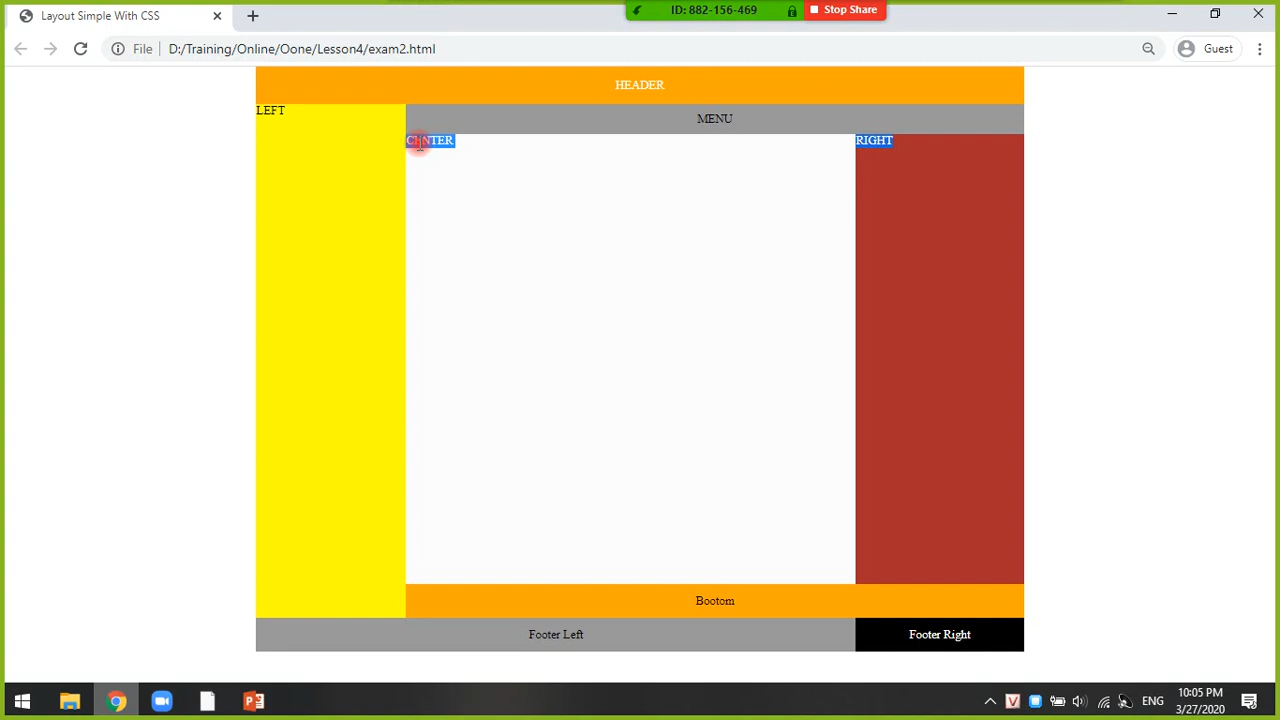 Layout Simple With CSS
ID: 882-156-469
Stop Share
File
D:/Training/Online/Oone/Lesson4/exam2.html
Guest
HEADER
LEFT
MENU
CENTER
RIGHT
Bootom
Footer Left
Footer Right
ENG
10:05 PM
3/27/2020